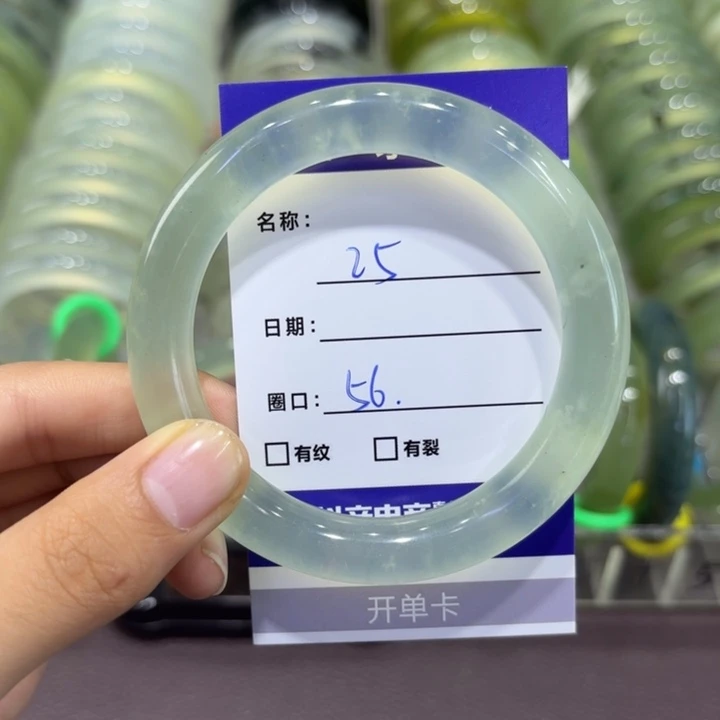 名称: 25
日期:
圈口: 56.
有纹 有裂
开单卡